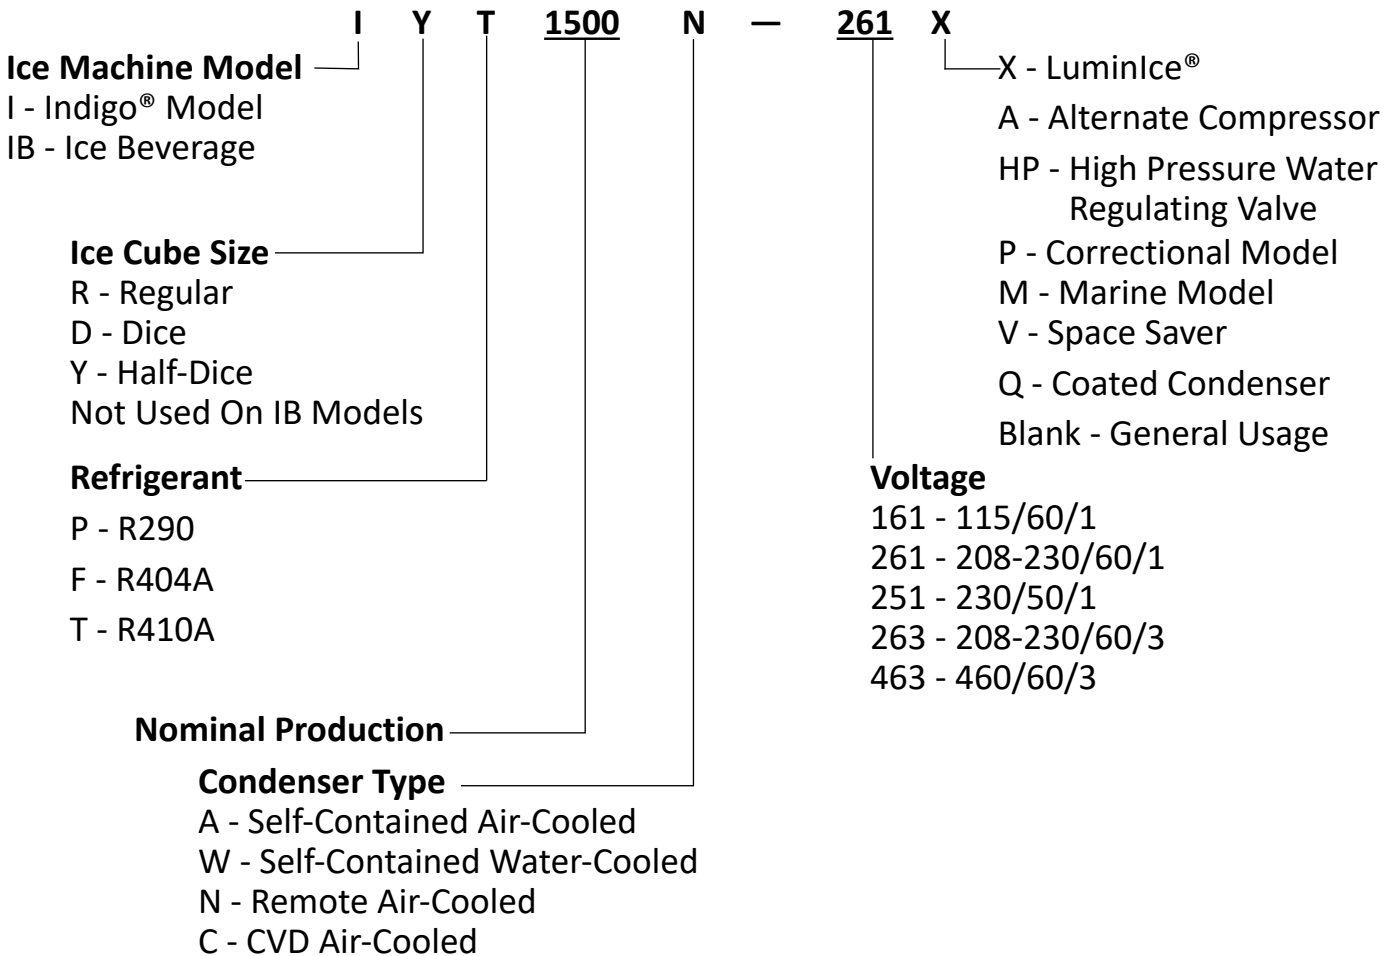 I Y T 1500 N — 261 X
Ice Machine Model
I - Indigo® Model
IB - Ice Beverage
Ice Cube Size
R - Regular
D - Dice
Y - Half-Dice
Not Used On IB Models
Refrigerant
P - R290
F - R404A
T - R410A
Nominal Production
Condenser Type
A - Self-Contained Air-Cooled
W - Self-Contained Water-Cooled
N - Remote Air-Cooled
C - CVD Air-Cooled
X - LuminIce®
A - Alternate Compressor
HP - High Pressure Water
Regulating Valve
P - Correctional Model
M - Marine Model
V - Space Saver
Q - Coated Condenser
Blank - General Usage
Voltage
161 - 115/60/1
261 - 208-230/60/1
251 - 230/50/1
263 - 208-230/60/3
463 - 460/60/3